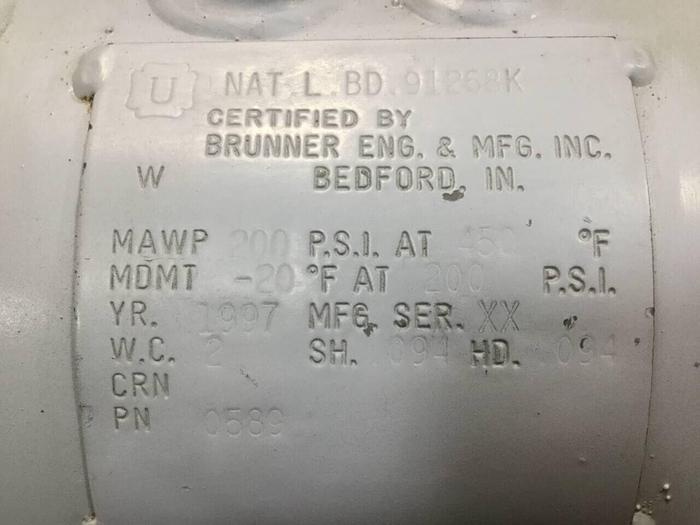 U NAT L. BD. 91268K
CERTIFIED BY
BRUNNER ENG. & MFG. INC.
W BEDFORD, IN.
MAWP 200 P.S.I. AT 450 °F
MDMT -20 °F AT 200 P.S.I.
YR. 1997 MFG. SER. XX
W.C. 2 SH. .094 HD. .094
CRN
PN 0589